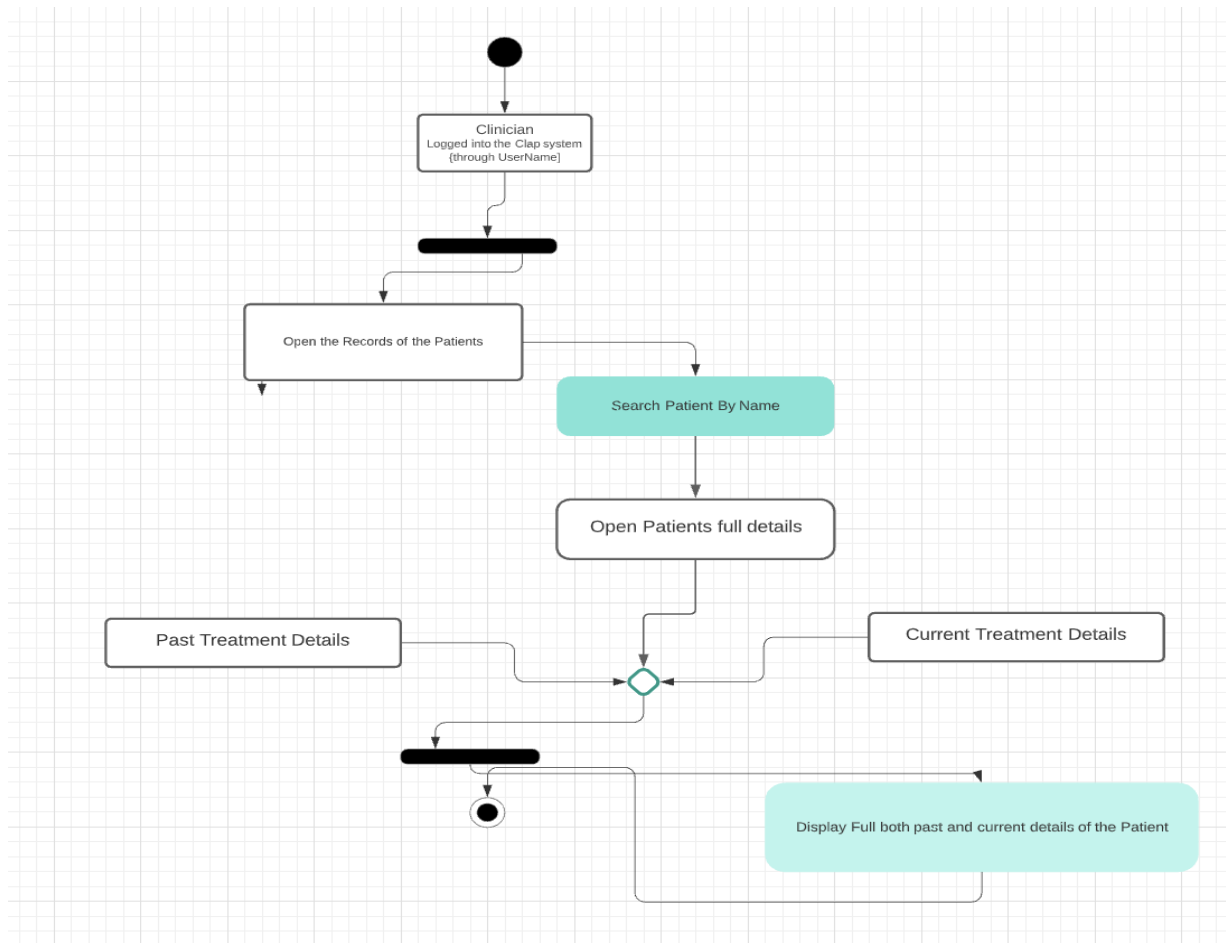 Clinician
Logged into the Clap system
{through UserName]
Open the Records of the Patients
Search Patient By Name
Open Patients full details
Past Treatment Details
Current Treatment Details
Display Full both past and current details of the Patient